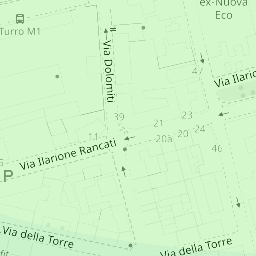 ex-Nuova
Eco
Turro M1
Via Dolomiti
47
Via Ilario
39
23
21
24
20
20a
11
46
Via Ilarione Rancati
P
Via della Torre
Via della Torre